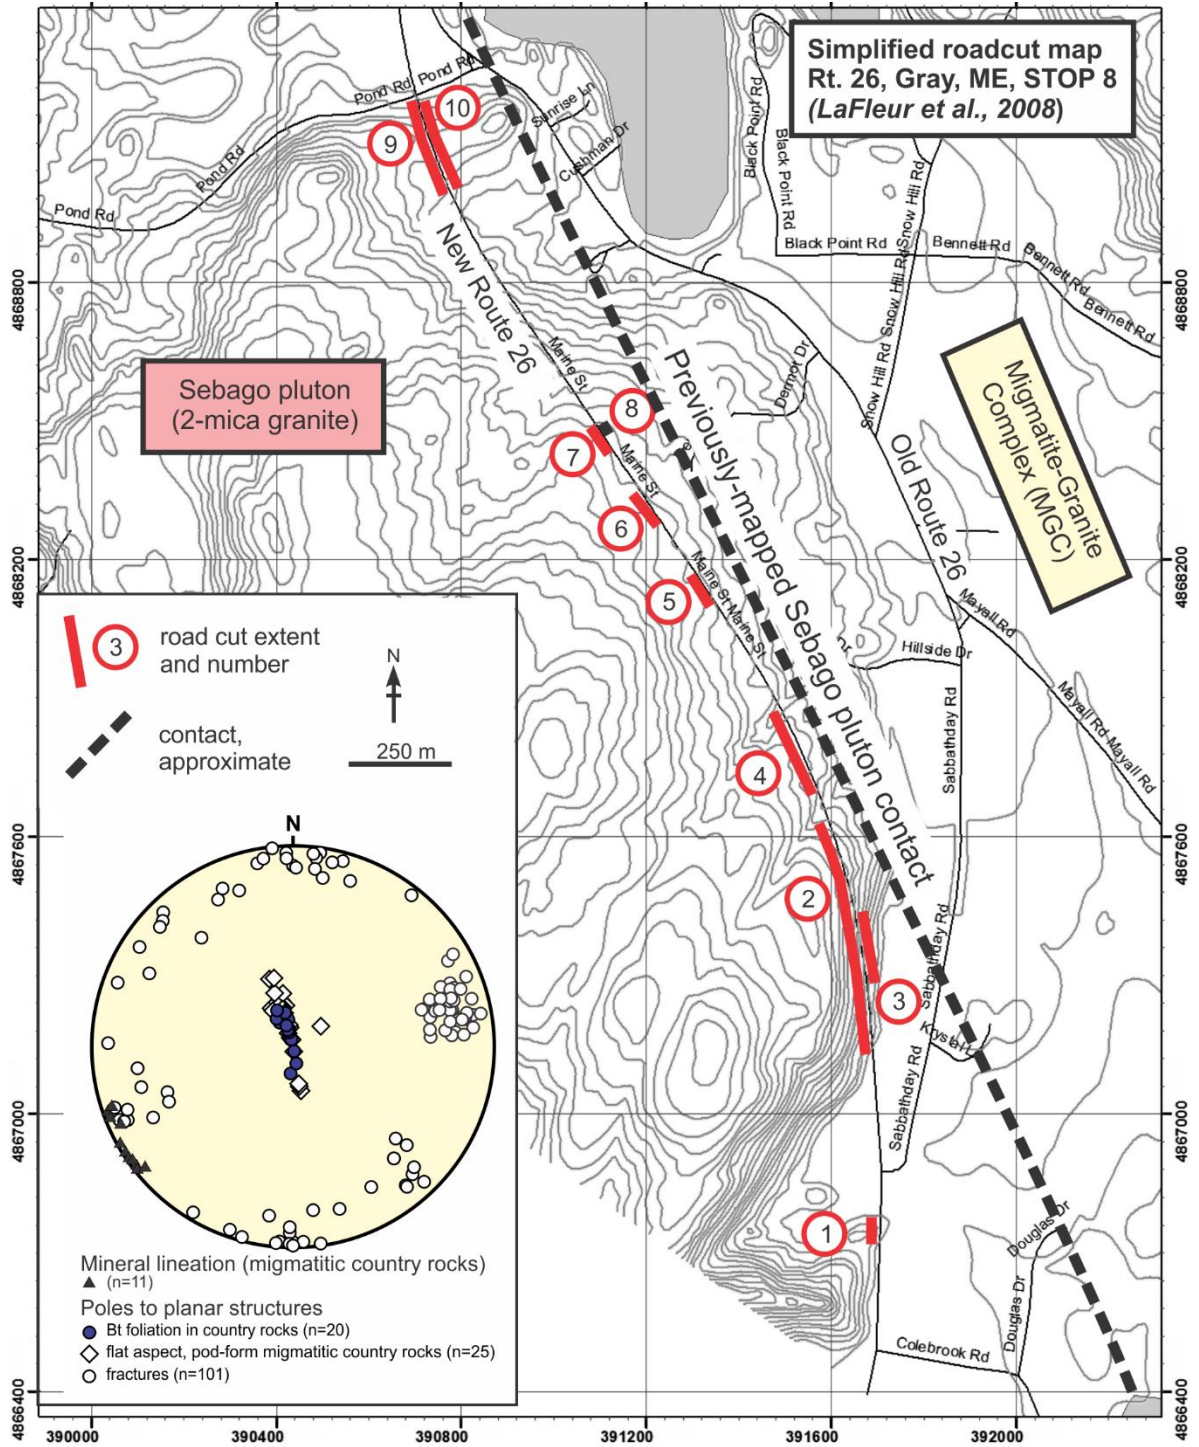 Simplified roadcut map
Rt. 26, Gray, ME, STOP 8
(LaFleur et al., 2008)
Pond Rd
Pond Rd
Pond Rd
Pond Rd
10
9
Sunrise Ln
Cushman Dr
Black Point Rd
Black Point Rd
Black Point Rd
Snow Hill Rd
Snow Hill Rd
Snow Hill Rd
Bennett Rd
Bennett Rd
Bennett Rd
New Route 26
Maine St
Dermot Dr
Sebago pluton
(2-mica granite)
Migmatite-Granite
Complex (MGC)
Previously-mapped Sebago pluton contact
Old Route 26
8
7
Maine St
6
5
Maine St
Maine St
Mayall Rd
Mayall Rd
Mayall Rd
Hillside Dr
Dr
Sabbathday Rd
4
2
3
Sabbathday Rd
Sabbathday Rd
1
Douglas Dr
Douglas Dr
Colebrook Rd
3
road cut extent
and number
N
250 m
contact,
approximate
N
Mineral lineation (migmatitic country rocks)
(n=11)
Poles to planar structures
Bt foliation in country rocks (n=20)
flat aspect, pod-form migmatitic country rocks (n=25)
fractures (n=101)
4868800
4868200
4867600
4867000
4866400
4868800
4868200
4867600
4867000
4866400
390000
390400
390800
391200
391600
392000